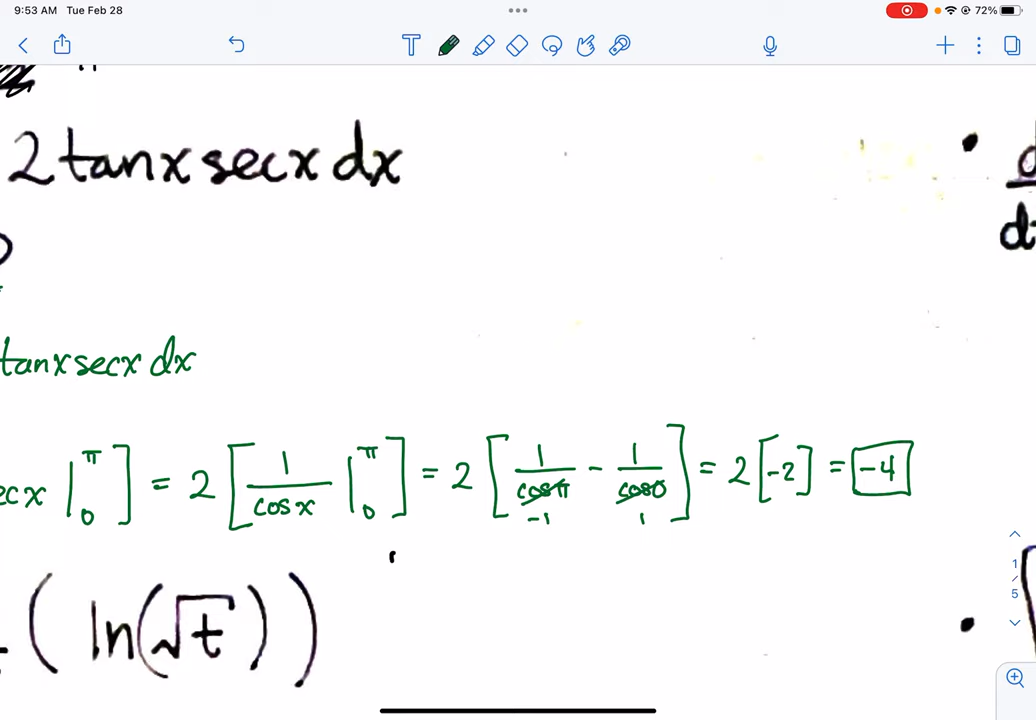 9:53 AM Tue Feb 28
72%
2 tanx secx dx
d
d
tanx secx dx
ecx |π 0 ] = 2 [ 1/cosx |π 0 ] = 2 [ 1/cosπ - 1/cos0 ] = 2 [-2] = -4
-1 1
( ln(√t) )
1
/
5